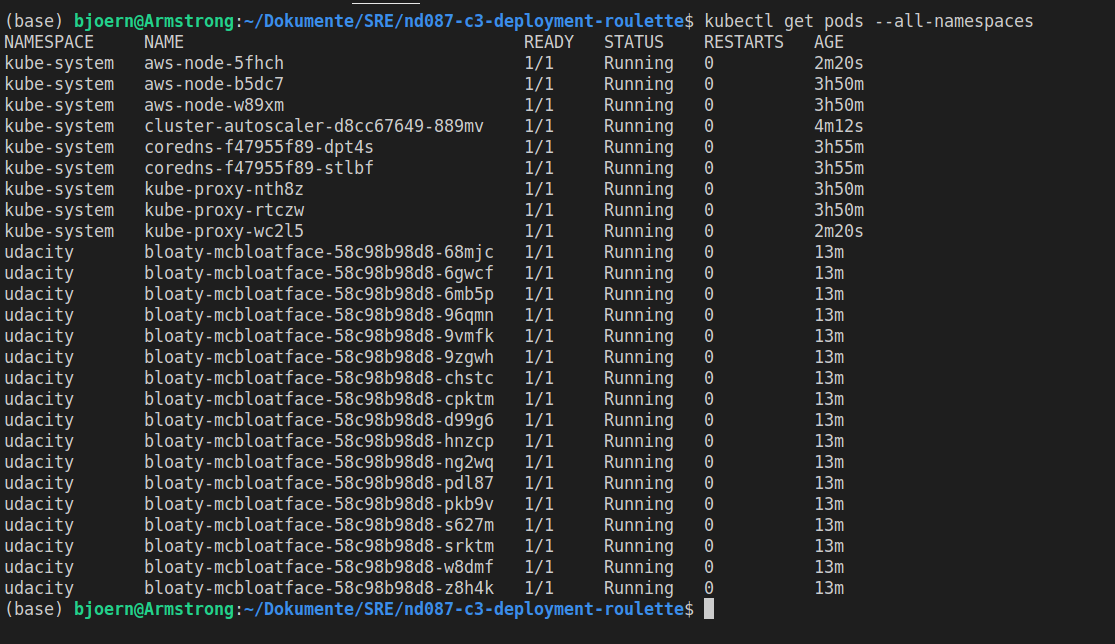 (base) bjoern@Armstrong:~/Dokumente/SRE/nd087-c3-deployment-roulette$ kubectl get pods --all-namespaces
NAMESPACE     NAME                                  READY   STATUS    RESTARTS   AGE
kube-system   aws-node-5fhch                        1/1     Running   0          2m20s
kube-system   aws-node-b5dc7                        1/1     Running   0          3h50m
kube-system   aws-node-w89xm                        1/1     Running   0          3h50m
kube-system   cluster-autoscaler-d8cc67649-889mv    1/1     Running   0          4m12s
kube-system   coredns-f47955f89-dpt4s               1/1     Running   0          3h55m
kube-system   coredns-f47955f89-stlbf               1/1     Running   0          3h55m
kube-system   kube-proxy-nth8z                      1/1     Running   0          3h50m
kube-system   kube-proxy-rtczw                      1/1     Running   0          3h50m
kube-system   kube-proxy-wc2l5                      1/1     Running   0          2m20s
udacity       bloaty-mcbloatface-58c98b98d8-68mjc   1/1     Running   0          13m
udacity       bloaty-mcbloatface-58c98b98d8-6gwcf   1/1     Running   0          13m
udacity       bloaty-mcbloatface-58c98b98d8-6mb5p   1/1     Running   0          13m
udacity       bloaty-mcbloatface-58c98b98d8-96qmn   1/1     Running   0          13m
udacity       bloaty-mcbloatface-58c98b98d8-9vmfk   1/1     Running   0          13m
udacity       bloaty-mcbloatface-58c98b98d8-9zgwh   1/1     Running   0          13m
udacity       bloaty-mcbloatface-58c98b98d8-chstc   1/1     Running   0          13m
udacity       bloaty-mcbloatface-58c98b98d8-cpktm   1/1     Running   0          13m
udacity       bloaty-mcbloatface-58c98b98d8-d99g6   1/1     Running   0          13m
udacity       bloaty-mcbloatface-58c98b98d8-hnzcp   1/1     Running   0          13m
udacity       bloaty-mcbloatface-58c98b98d8-ng2wq   1/1     Running   0          13m
udacity       bloaty-mcbloatface-58c98b98d8-pdl87   1/1     Running   0          13m
udacity       bloaty-mcbloatface-58c98b98d8-pkb9v   1/1     Running   0          13m
udacity       bloaty-mcbloatface-58c98b98d8-s627m   1/1     Running   0          13m
udacity       bloaty-mcbloatface-58c98b98d8-srktm   1/1     Running   0          13m
udacity       bloaty-mcbloatface-58c98b98d8-w8dmf   1/1     Running   0          13m
udacity       bloaty-mcbloatface-58c98b98d8-z8h4k   1/1     Running   0          13m
(base) bjoern@Armstrong:~/Dokumente/SRE/nd087-c3-deployment-roulette$